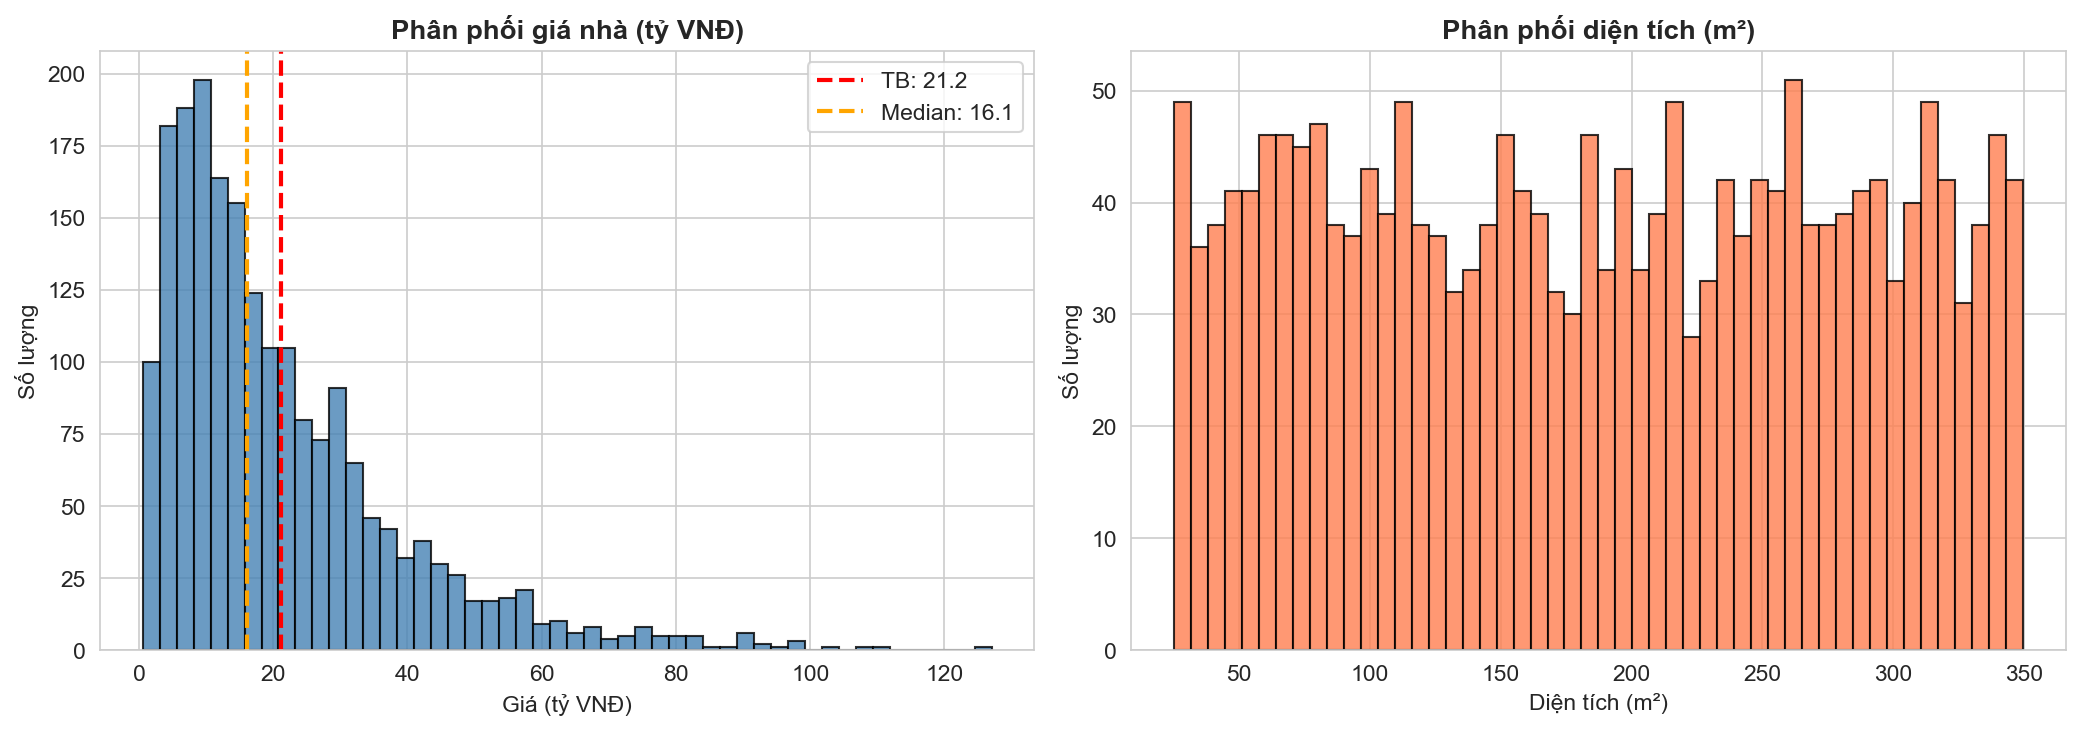 Phân phối giá nhà (tỷ VNĐ)
Số lượng
200
175
150
125
100
75
50
25
0
TB: 21.2
Median: 16.1
0 20 40 60 80 100 120
Giá (tỷ VNĐ)
Phân phối diện tích (m²)
Số lượng
50
40
30
20
10
0
50 100 150 200 250 300 350
Diện tích (m²)